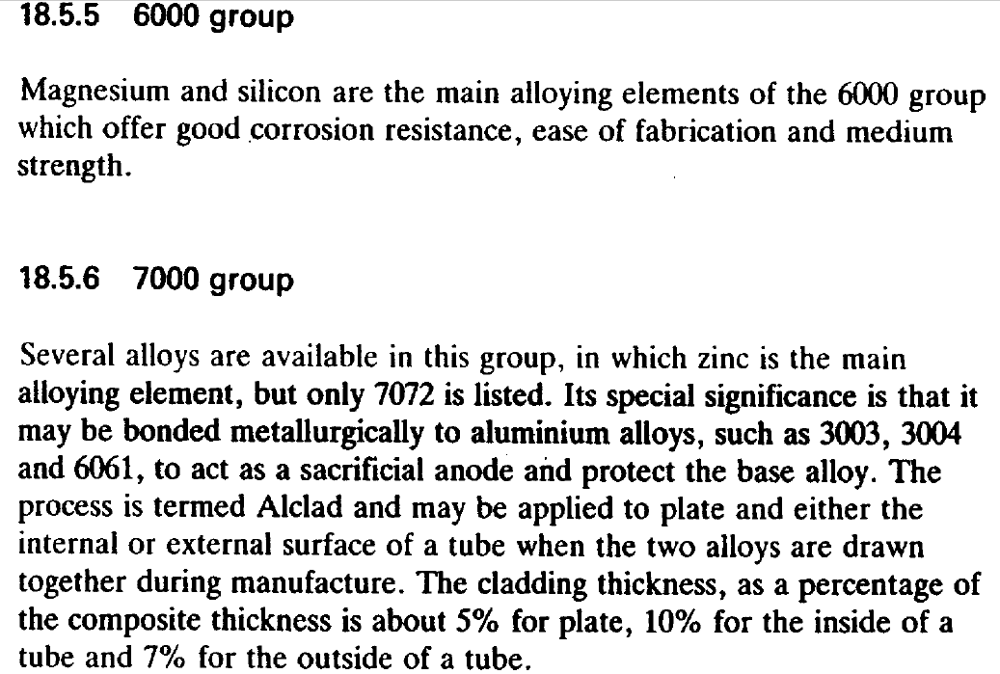 18.5.5 6000 group
Magnesium and silicon are the main alloying elements of the 6000 group
which offer good corrosion resistance, ease of fabrication and medium
strength.
18.5.6 7000 group
Several alloys are available in this group, in which zinc is the main
alloying element, but only 7072 is listed. Its special significance is that it
may be bonded metallurgically to aluminium alloys, such as 3003, 3004
and 6061, to act as a sacrificial anode and protect the base alloy. The
process is termed Alclad and may be applied to plate and either the
internal or external surface of a tube when the two alloys are drawn
together during manufacture. The cladding thickness, as a percentage of
the composite thickness is about 5% for plate, 10% for the inside of a
tube and 7% for the outside of a tube.